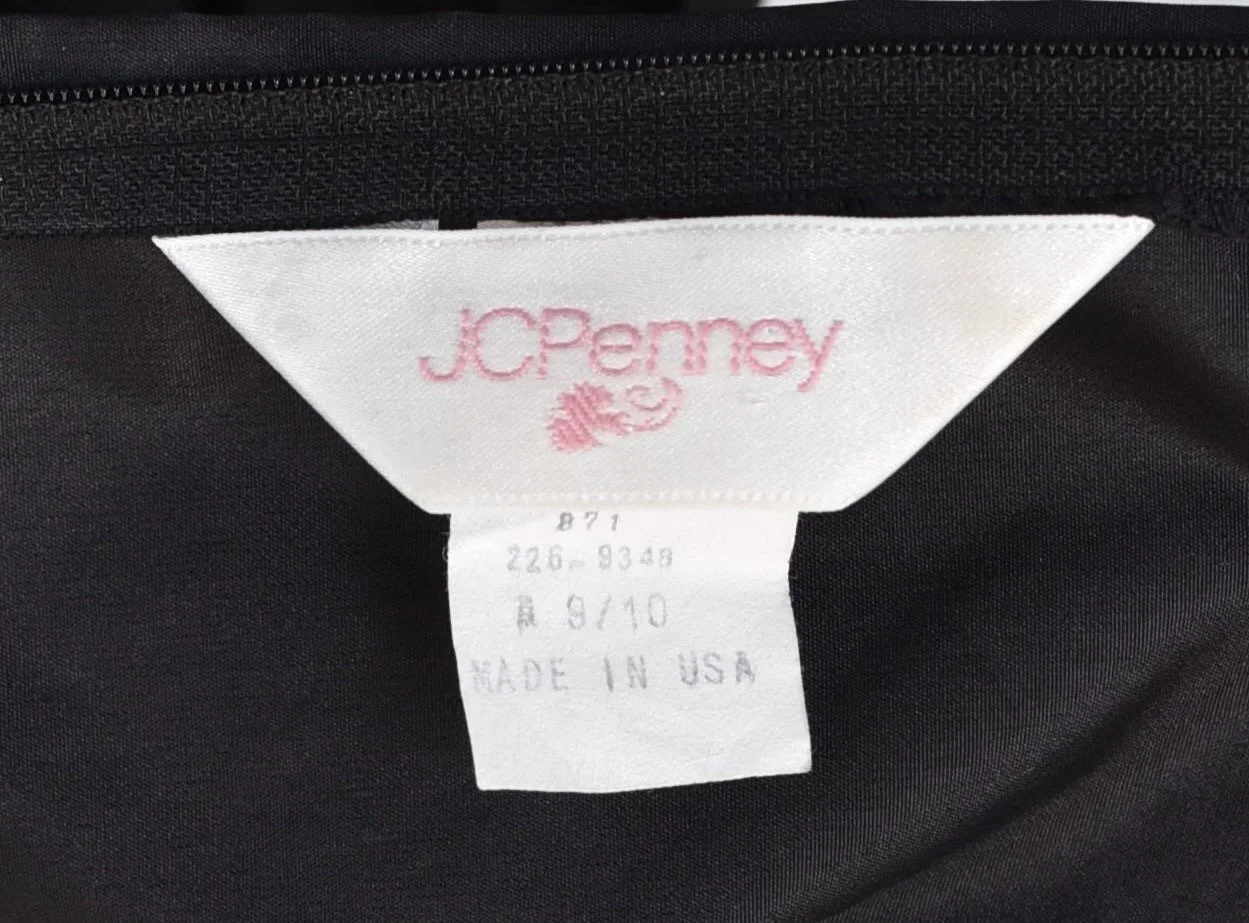 JCPenney
871
226-9348
9/10
MADE IN USA